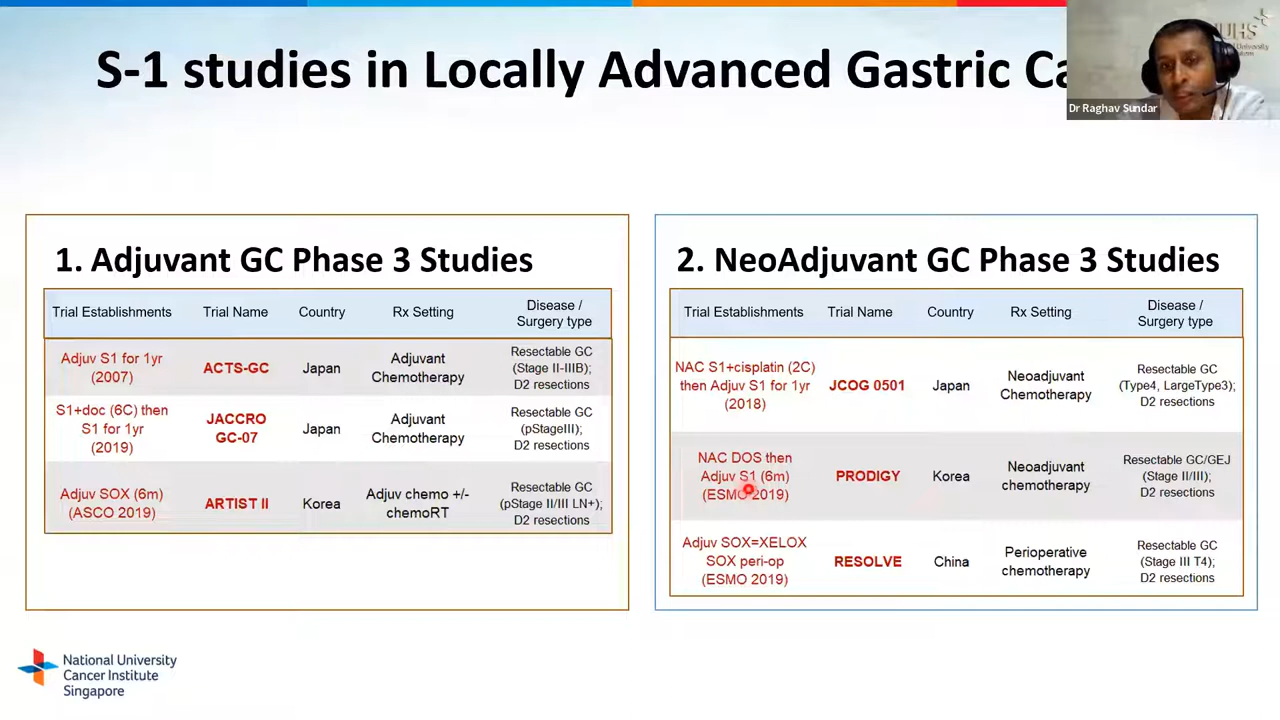 S-1 studies in Locally Advanced Gastric
Dr Raghav Sundar
1. Adjuvant GC Phase 3 Studies
Trial Establishments Trial Name Country Rx Setting Disease /
Surgery type
Adjuv S1 for 1yr
(2007)
ACTS-GC
Japan
Adjuvant
Chemotherapy
Resectable GC
(Stage II-IIIB);
D2 resections
S1+doc (6C) then
S1 for 1yr
(2019)
JACCRO
GC-07
Japan
Adjuvant
Chemotherapy
Resectable GC
(pStageIII);
D2 resections
Adjuv SOX (6m)
(ASCO 2019)
ARTIST II
Korea
Adjuv chemo +/-
chemoRT
Resectable GC
(pStage II/III LN+);
D2 resections
2. NeoAdjuvant GC Phase 3 Studies
Trial Establishments Trial Name Country Rx Setting Disease /
Surgery type
NAC S1+cisplatin (2C)
then Adjuv S1 for 1yr
(2018)
JCOG 0501
Japan
Neoadjuvant
Chemotherapy
Resectable GC
(Type4, LargeType3);
D2 resections
NAC DOS then
Adjuv S1 (6m)
(ESMO 2019)
PRODIGY
Korea
Neoadjuvant
chemotherapy
Resectable GC/GEJ
(Stage II/III);
D2 resections
Adjuv SOX=XELOX
SOX peri-op
(ESMO 2019)
RESOLVE
China
Perioperative
chemotherapy
Resectable GC
(Stage III T4);
D2 resections
National University
Cancer Institute
Singapore